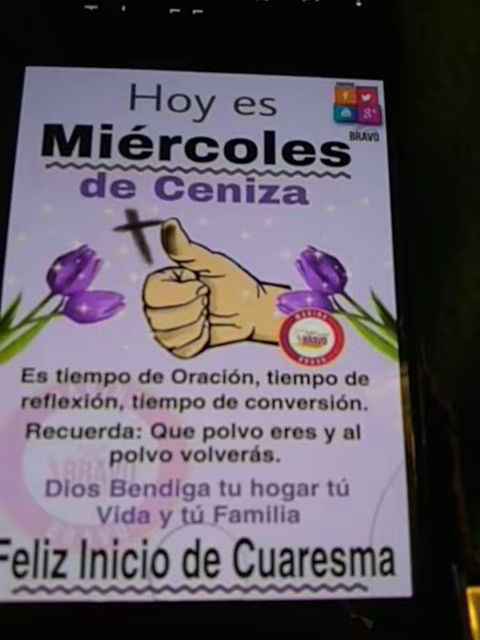 Hoy es
Miércoles
de Ceniza
BRAVO
BRAVO
Es tiempo de Oración, tiempo de
reflexión, tiempo de conversión.
Recuerda: Que polvo eres y al
polvo volverás.
Dios Bendiga tu hogar tú
Vida y tú Familia
Feliz Inicio de Cuaresma